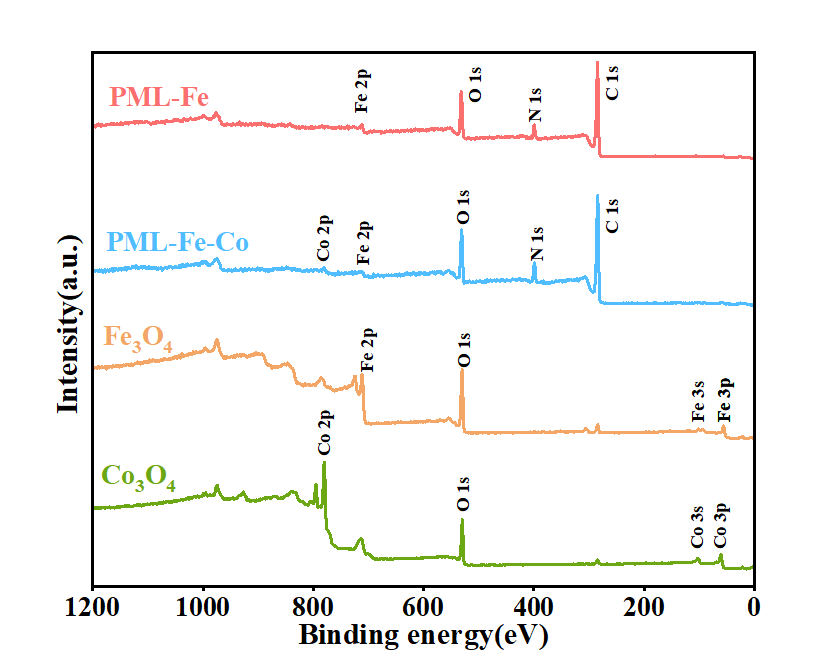 PML-Fe
Fe 2p
O 1s
N 1s
C 1s
PML-Fe-Co
Co 2p
Fe 2p
O 1s
N 1s
C 1s
Fe₃O₄
Fe 2p
O 1s
Fe 3s
Fe 3p
Co₃O₄
Co 2p
O 1s
Co 3s
Co 3p
Intensity(a.u.)
1200 1000 800 600 400 200 0
Binding energy(eV)